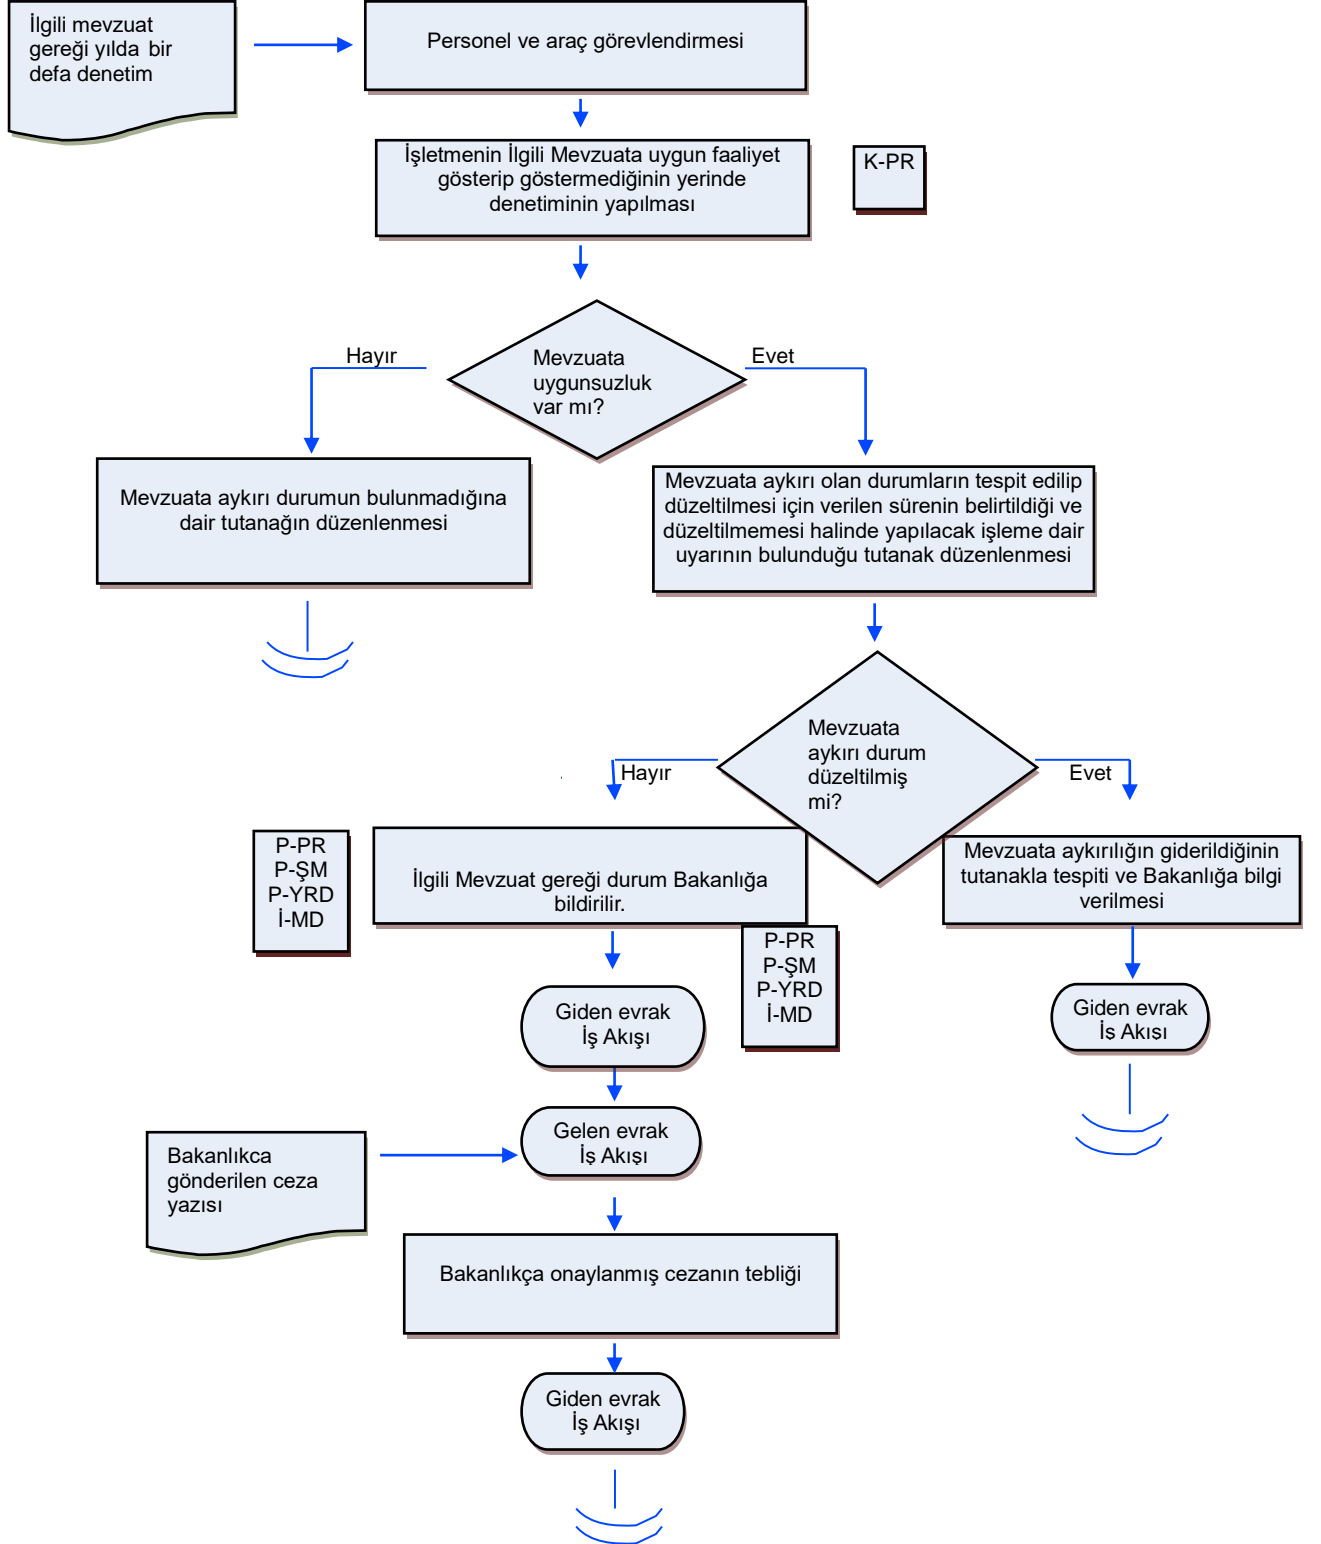 İlgili mevzuat
gereği yılda bir
defa denetim
Personel ve araç görevlendirmesi
İşletmenin İlgili Mevzuata uygun faaliyet
gösterip göstermediğinin yerinde
denetiminin yapılması
K-PR
Hayır
Mevzuata
uygunsuzluk
var mı?
Evet
Mevzuata aykırı durumun bulunmadığına
dair tutanağın düzenlenmesi
Mevzuata aykırı olan durumların tespit edilip
düzeltilmesi için verilen sürenin belirtildiği ve
düzeltilmemesi halinde yapılacak işleme dair
uyarının bulunduğu tutanak düzenlenmesi
Mevzuata
aykırı durum
düzeltilmiş
mi?
Hayır
Evet
P-PR
P-ŞM
P-YRD
İ-MD
İlgili Mevzuat gereği durum Bakanlığa
bildirilir.
Mevzuata aykırılığın giderildiğinin
tutanakla tespiti ve Bakanlığa bilgi
verilmesi
P-PR
P-ŞM
P-YRD
İ-MD
Giden evrak
İş Akışı
Giden evrak
İş Akışı
Gelen evrak
İş Akışı
Bakanlıkca
gönderilen ceza
yazısı
Bakanlıkça onaylanmış cezanın tebliği
Giden evrak
İş Akışı